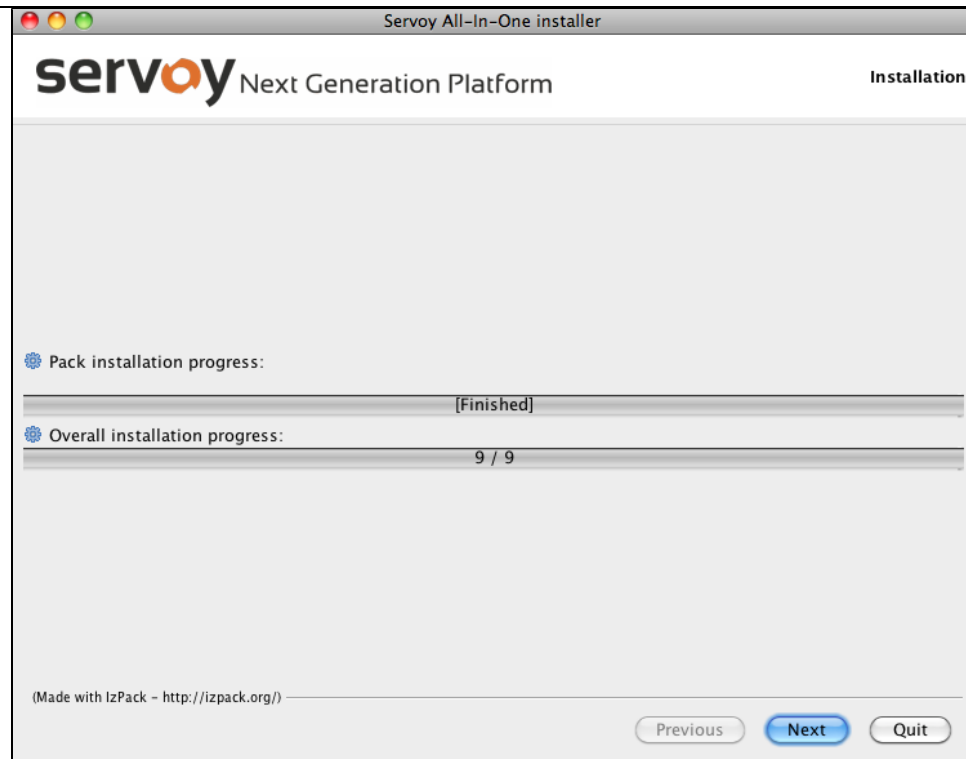 Servoy All-In-One installer
servoy Next Generation Platform
Installation
Pack installation progress:
[Finished]
Overall installation progress:
9 / 9
(Made with IzPack - http://izpack.org/)
Previous
Next
Quit